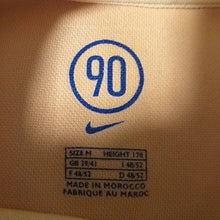 90
SIZE M HEIGHT 178
GB 39/41 I 48/52
F 48/52 D 48/52
MADE IN MOROCCO
FABRIQUE AU MAROC